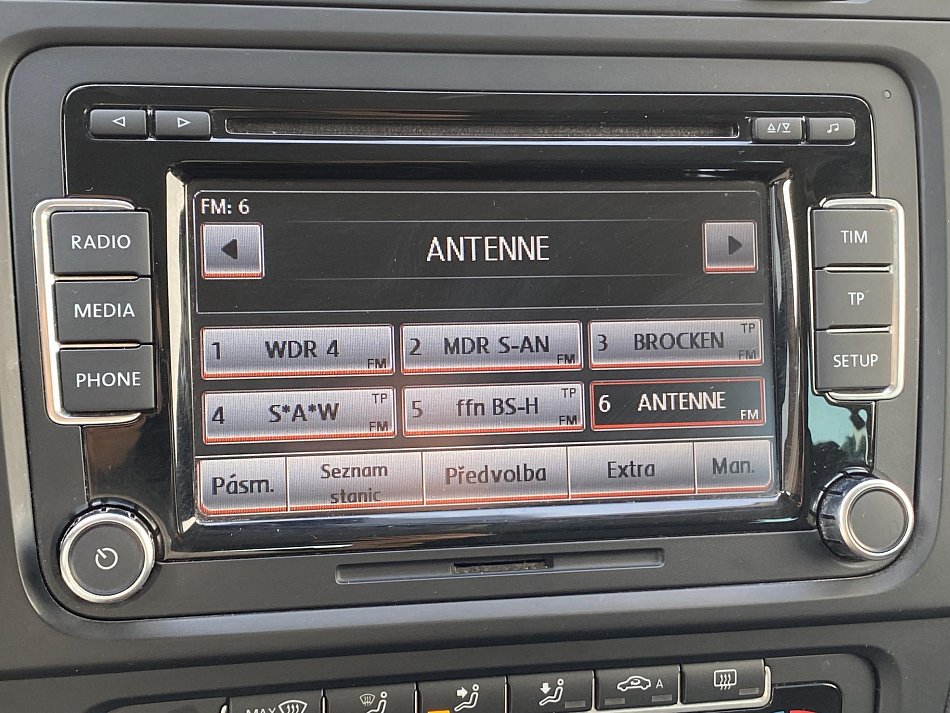 FM: 6
ANTENNE
RADIO
MEDIA
PHONE
TIM
TP
SETUP
1 WDR 4 FM
2 MDR S-AN FM
3 BROCKEN TP FM
4 S*A*W TP FM
5 ffn BS-H TP FM
6 ANTENNE FM
Pásm.
Seznam
stanic
Předvolba
Extra
Man.
MAX
A